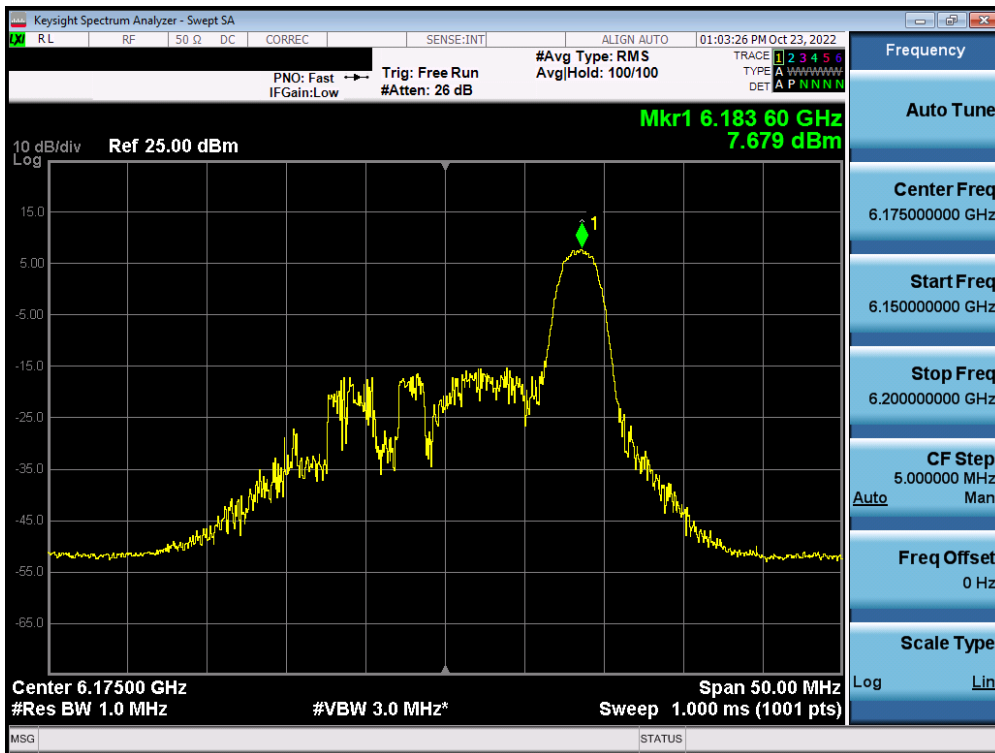 Keysight Spectrum Analyzer - Swept SA
LXI RL RF 50 Ω DC CORREC SENSE:INT ALIGN AUTO 01:03:26 PM Oct 23, 2022
PNO: Fast
IFGain:Low
Trig: Free Run
#Atten: 26 dB
#Avg Type: RMS
Avg|Hold: 100/100
TRACE 1 2 3 4 5 6
TYPE A WWWWW
DET A P N N N N
Mkr1 6.183 60 GHz
7.679 dBm
10 dB/div
Log
Ref 25.00 dBm
15.0
5.00
-5.00
-15.0
-25.0
-35.0
-45.0
-55.0
-65.0
1
Center 6.17500 GHz
Span 50.00 MHz
#Res BW 1.0 MHz
#VBW 3.0 MHz*
Sweep 1.000 ms (1001 pts)
MSG
STATUS
Frequency
Auto Tune
Center Freq
6.175000000 GHz
Start Freq
6.150000000 GHz
Stop Freq
6.200000000 GHz
CF Step
5.000000 MHz
Auto Man
Freq Offset
0 Hz
Scale Type
Log Lin